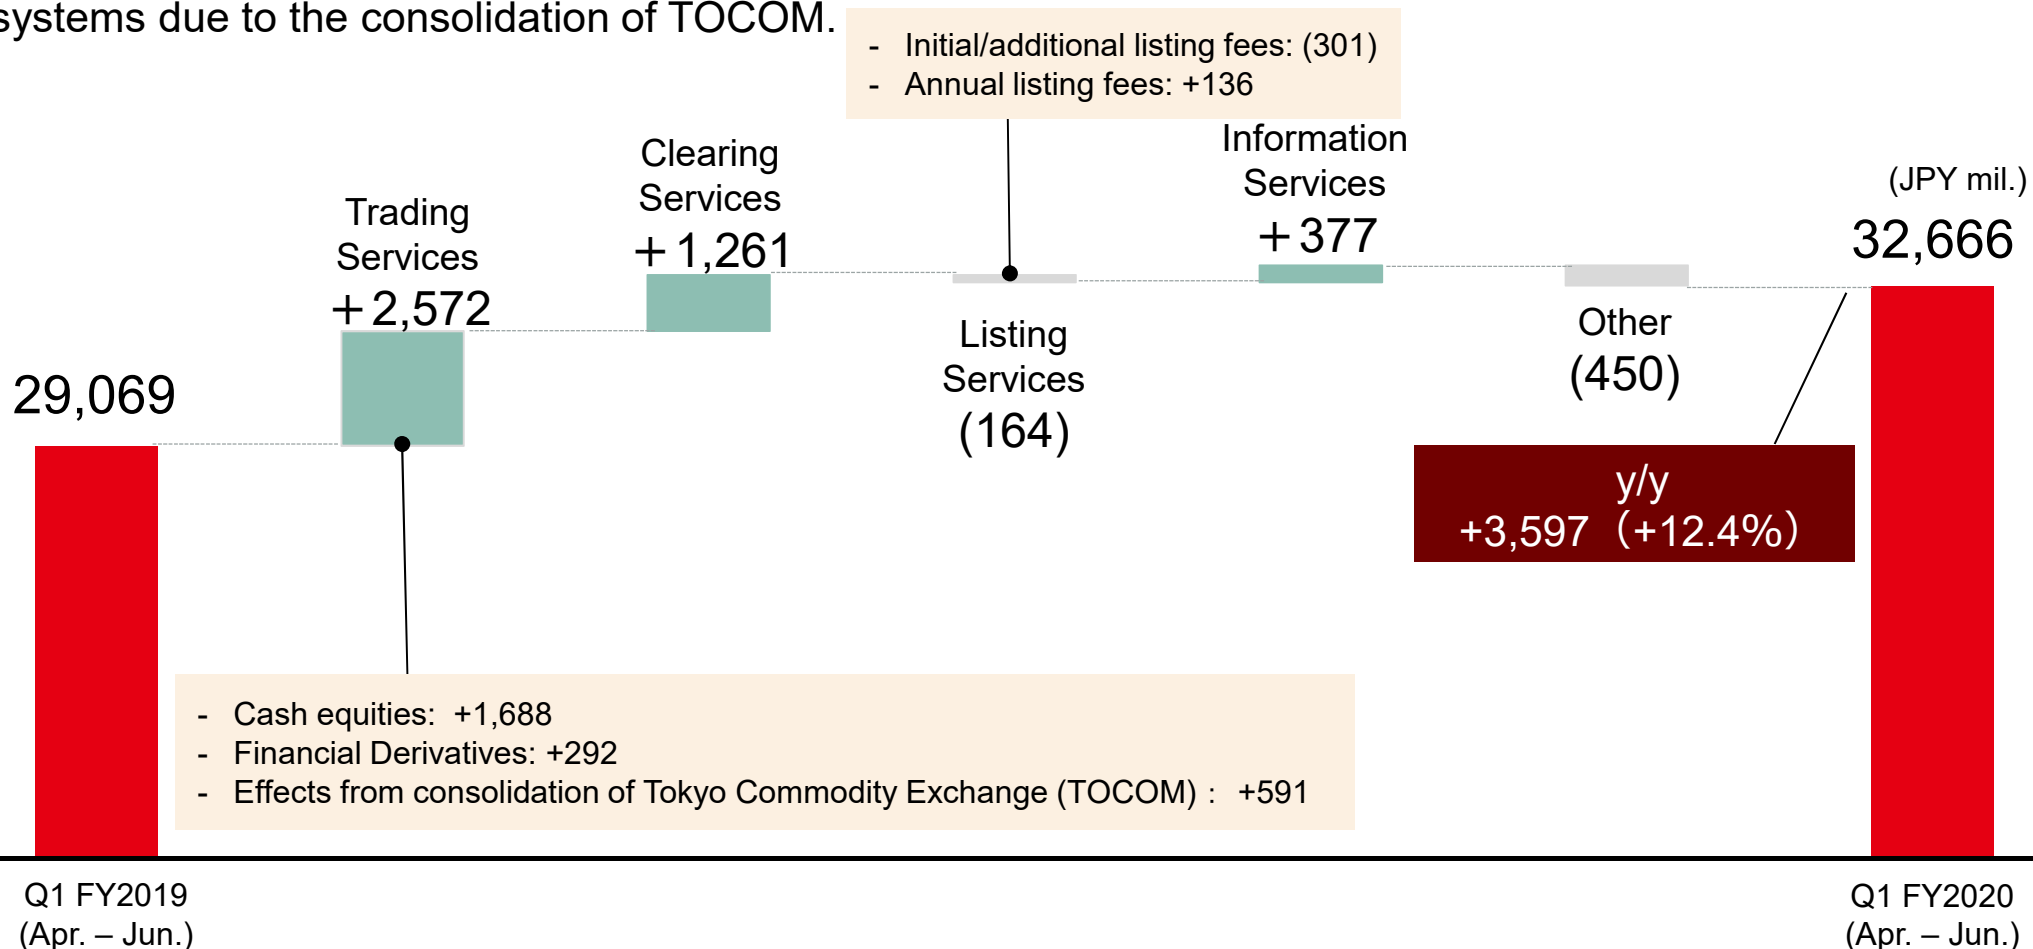 systems due to the consolidation of TOCOM.
- Initial/additional listing fees: (301)
- Annual listing fees: +136
Trading
Services
＋2,572
Clearing
Services
＋1,261
Listing
Services
(164)
Information
Services
＋377
Other
(450)
(JPY mil.)
29,069
32,666
y/y
+3,597（+12.4%）
- Cash equities: +1,688
- Financial Derivatives: +292
- Effects from consolidation of Tokyo Commodity Exchange (TOCOM)： +591
Q1 FY2019
(Apr. – Jun.)
Q1 FY2020
(Apr. – Jun.)